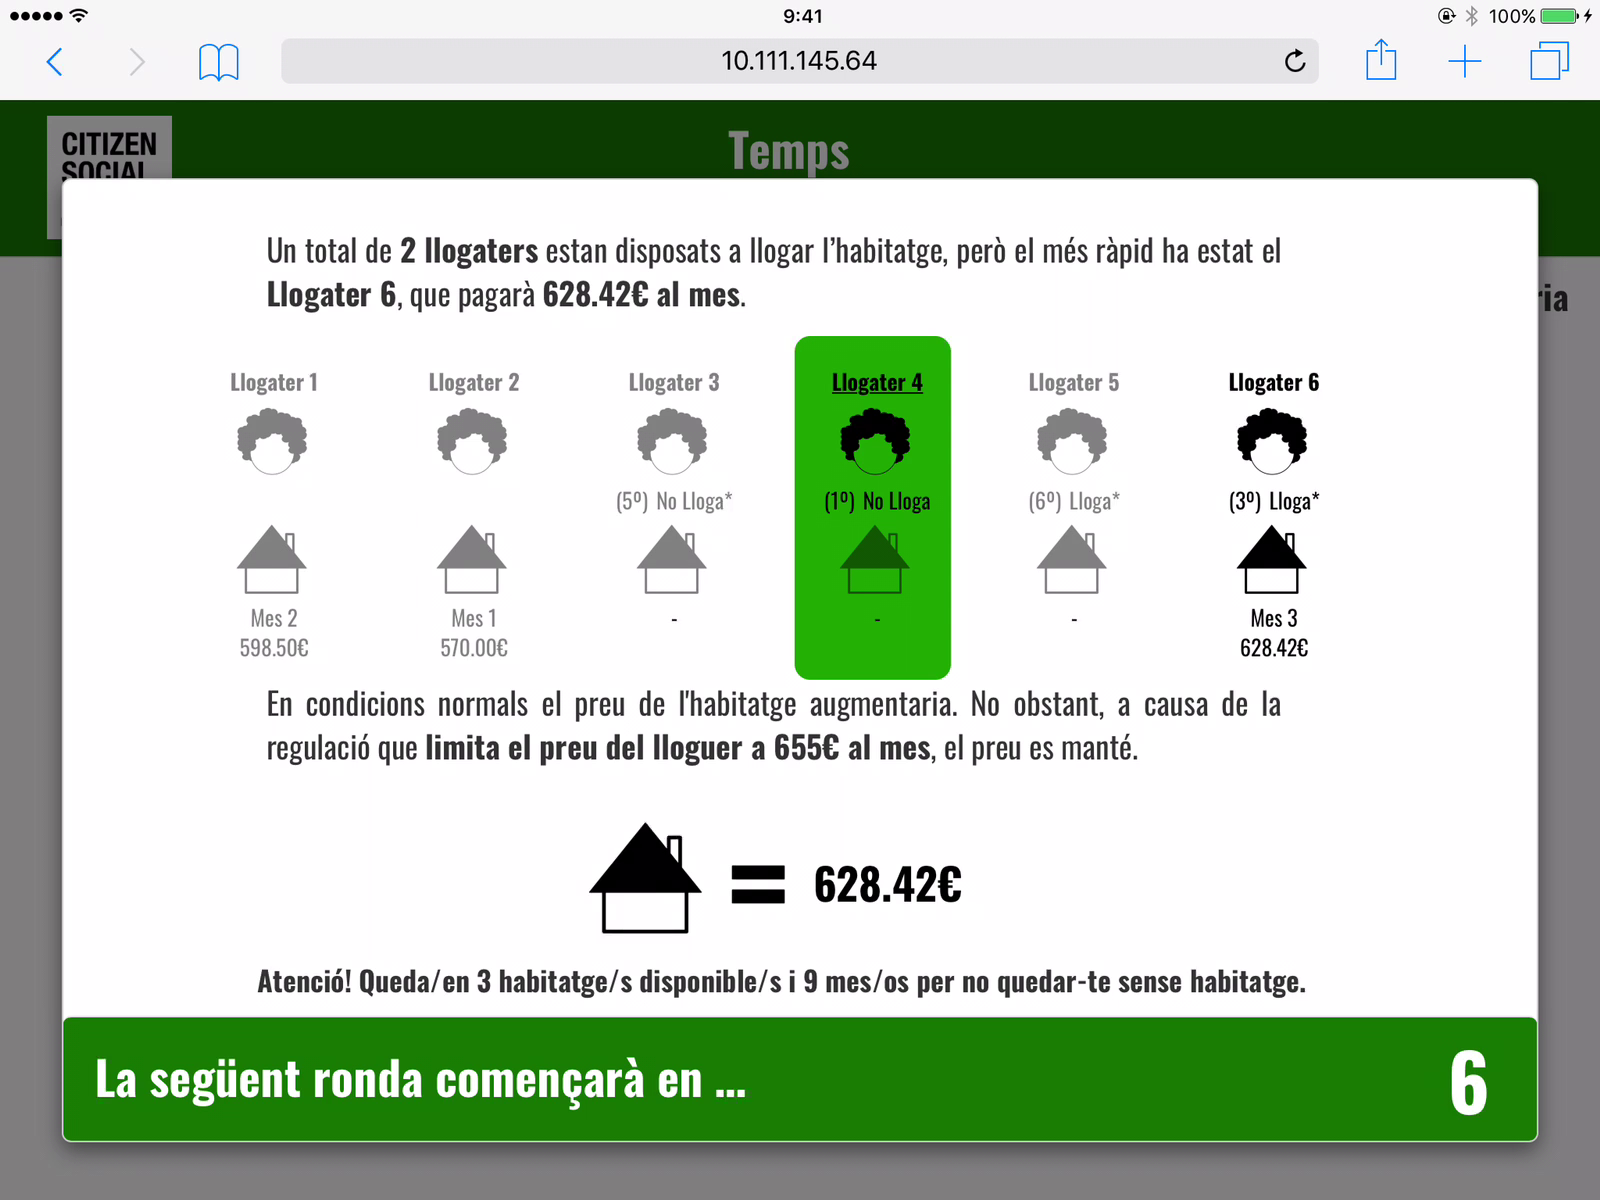 9:41
100%
10.111.145.64
CITIZEN
SOCIAL
Temps
ria
Un total de 2 llogaters estan disposats a llogar l’habitatge, però el més ràpid ha estat el
Llogater 6, que pagarà 628.42€ al mes.
Llogater 1 Llogater 2 Llogater 3 Llogater 4 Llogater 5 Llogater 6
(5º) No Lloga* (1º) No Lloga (6º) Lloga* (3º) Lloga*
Mes 2 Mes 1 - - - Mes 3
598.50€ 570.00€ 628.42€
En condicions normals el preu de l'habitatge augmentaria. No obstant, a causa de la
regulació que limita el preu del lloguer a 655€ al mes, el preu es manté.
= 628.42€
Atenció! Queda/en 3 habitatge/s disponible/s i 9 mes/os per no quedar-te sense habitatge.
La següent ronda començarà en ... 6